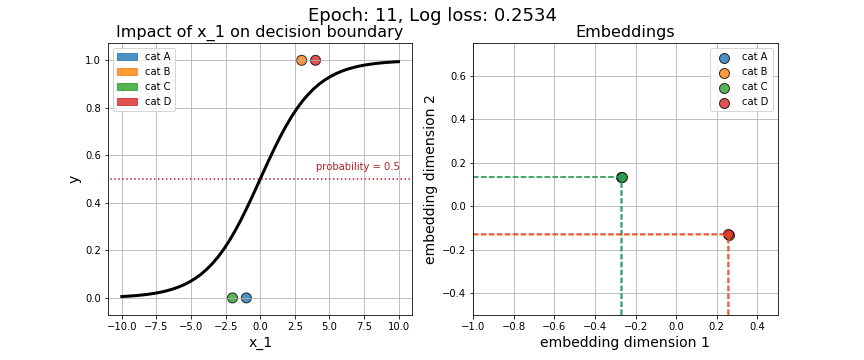 Epoch: 11, Log loss: 0.2534
Impact of x_1 on decision boundary
cat A
cat B
cat C
cat D
probability = 0.5
1.0
0.8
0.6
0.4
0.2
0.0
y
−10.0 −7.5 −5.0 −2.5 0.0 2.5 5.0 7.5 10.0
x_1
Embeddings
cat A
cat B
cat C
cat D
0.6
0.4
0.2
0.0
−0.2
−0.4
embedding dimension 2
−1.0 −0.8 −0.6 −0.4 −0.2 0.0 0.2 0.4
embedding dimension 1